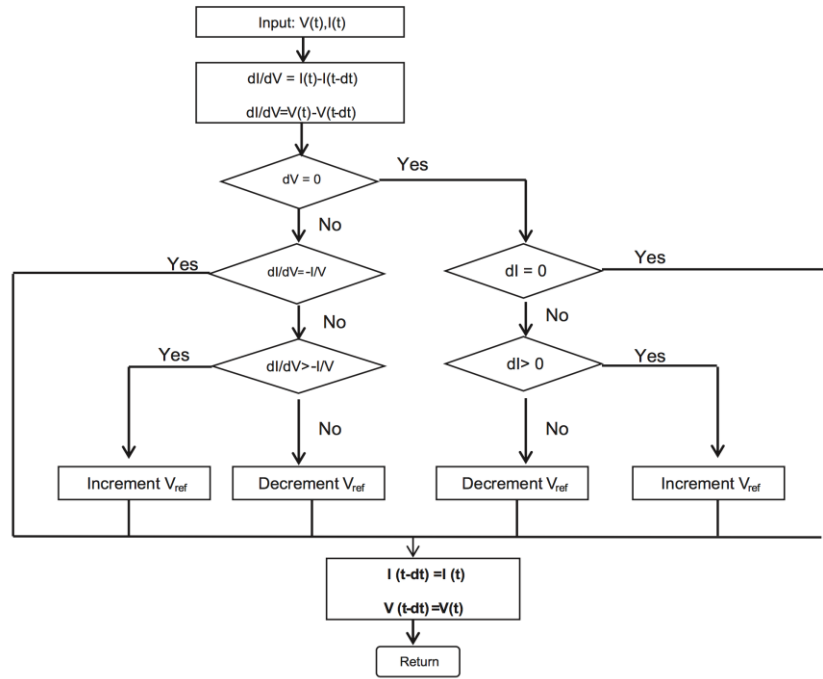 Input: V(t),I(t)
dI/dV = I(t)-I(t-dt)
dI/dV=V(t)-V(t-dt)
dV = 0
Yes
No
Yes
dI/dV=-I/V
dI = 0
Yes
No
No
Yes
dI/dV>-I/V
dI> 0
Yes
No
No
Increment Vref
Decrement Vref
Decrement Vref
Increment Vref
I (t-dt) =I (t)
V (t-dt) =V(t)
Return